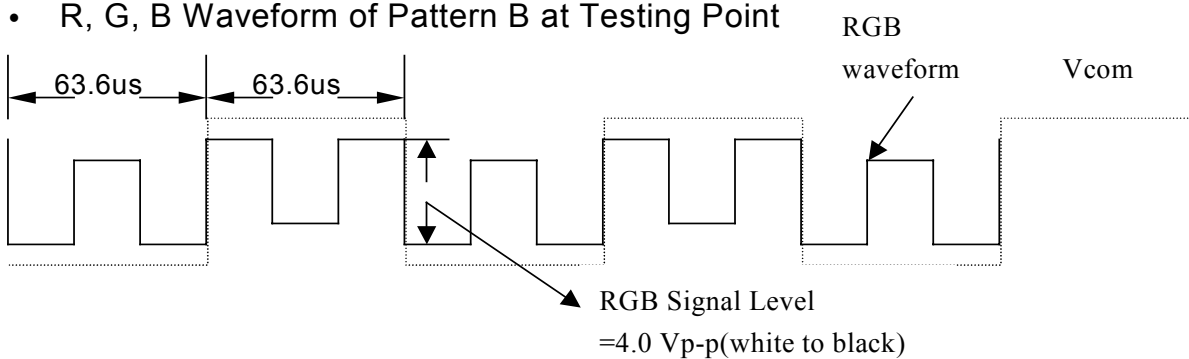 • R, G, B Waveform of Pattern B at Testing Point
RGB
waveform
Vcom
63.6us
63.6us
RGB Signal Level
=4.0 Vp-p(white to black)